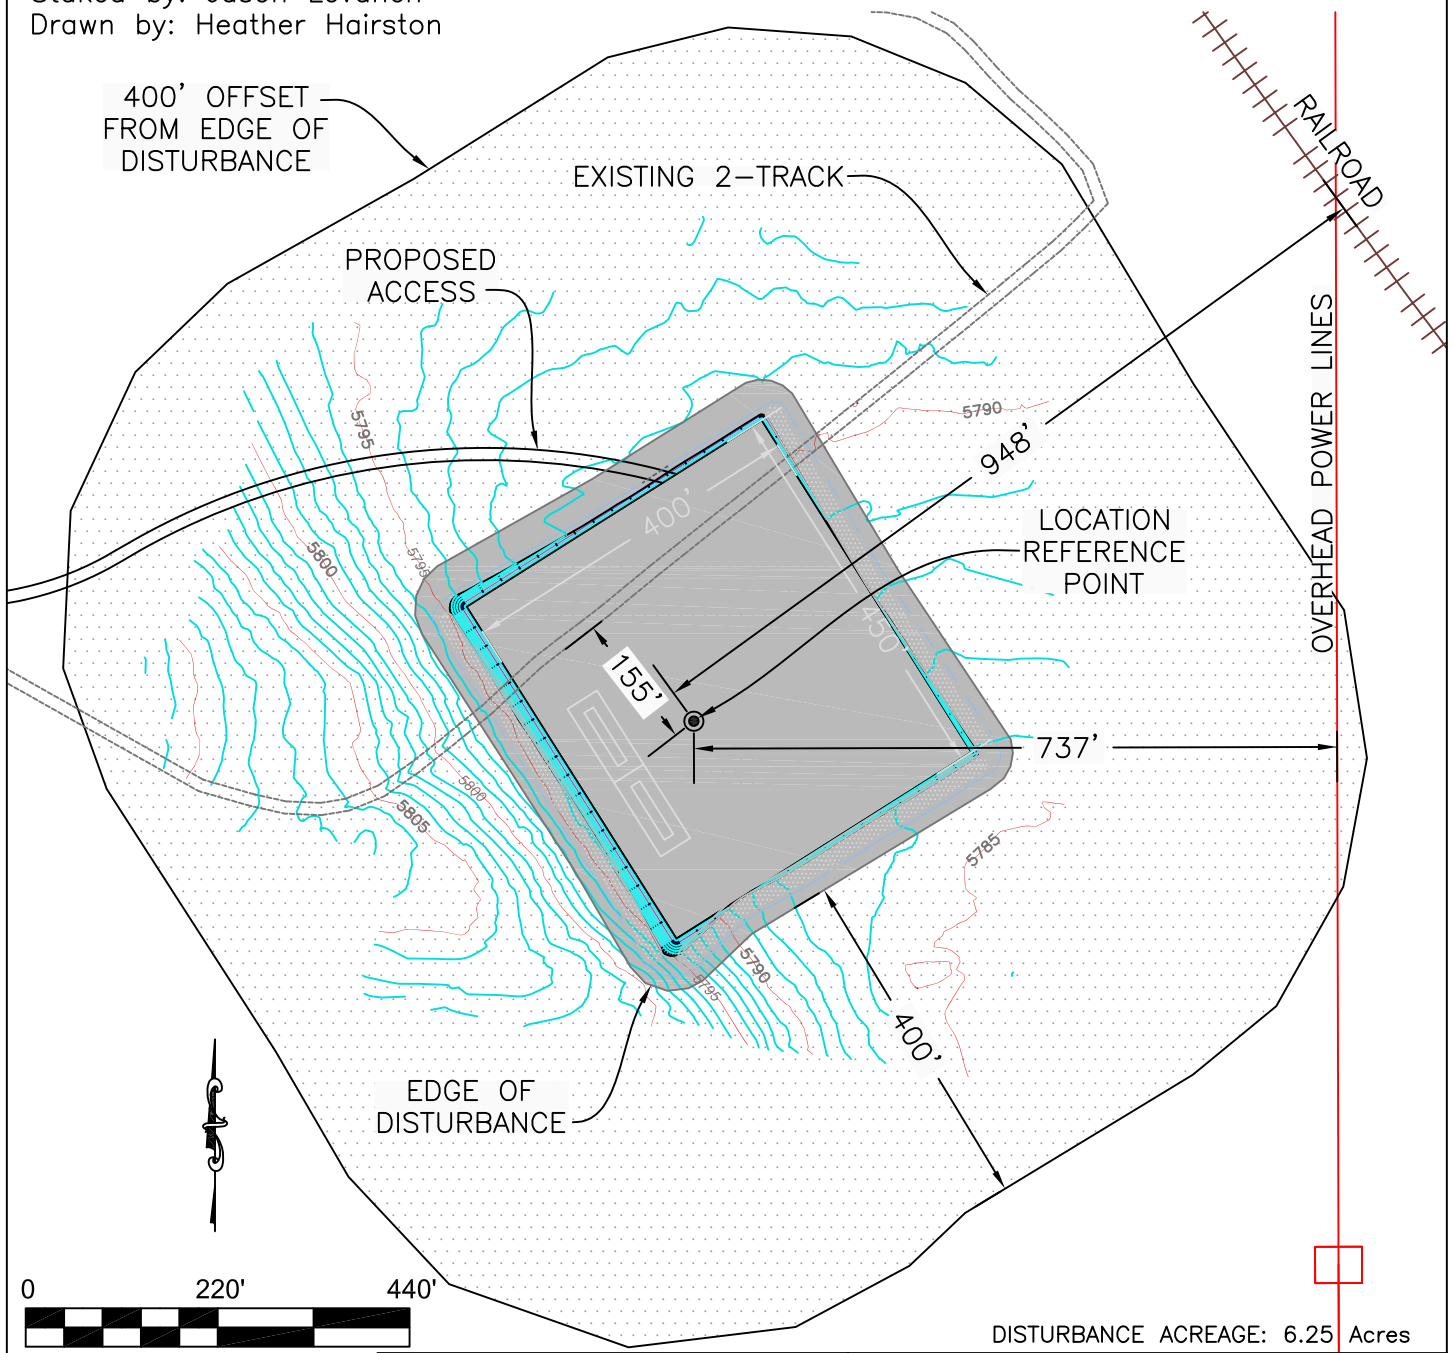 Drawn by: Heather Hairston
400' OFFSET
FROM EDGE OF
DISTURBANCE
EXISTING 2-TRACK
RAILROAD
PROPOSED
ACCESS
OVERHEAD POWER LINES
5795
5790
948'
400'
LOCATION
REFERENCE
POINT
5800
5795
450'
155'
737'
5800
5805
5785
5790
5795
400'
EDGE OF
DISTURBANCE
0 220' 440'
DISTURBANCE ACREAGE: 6.25 Acres